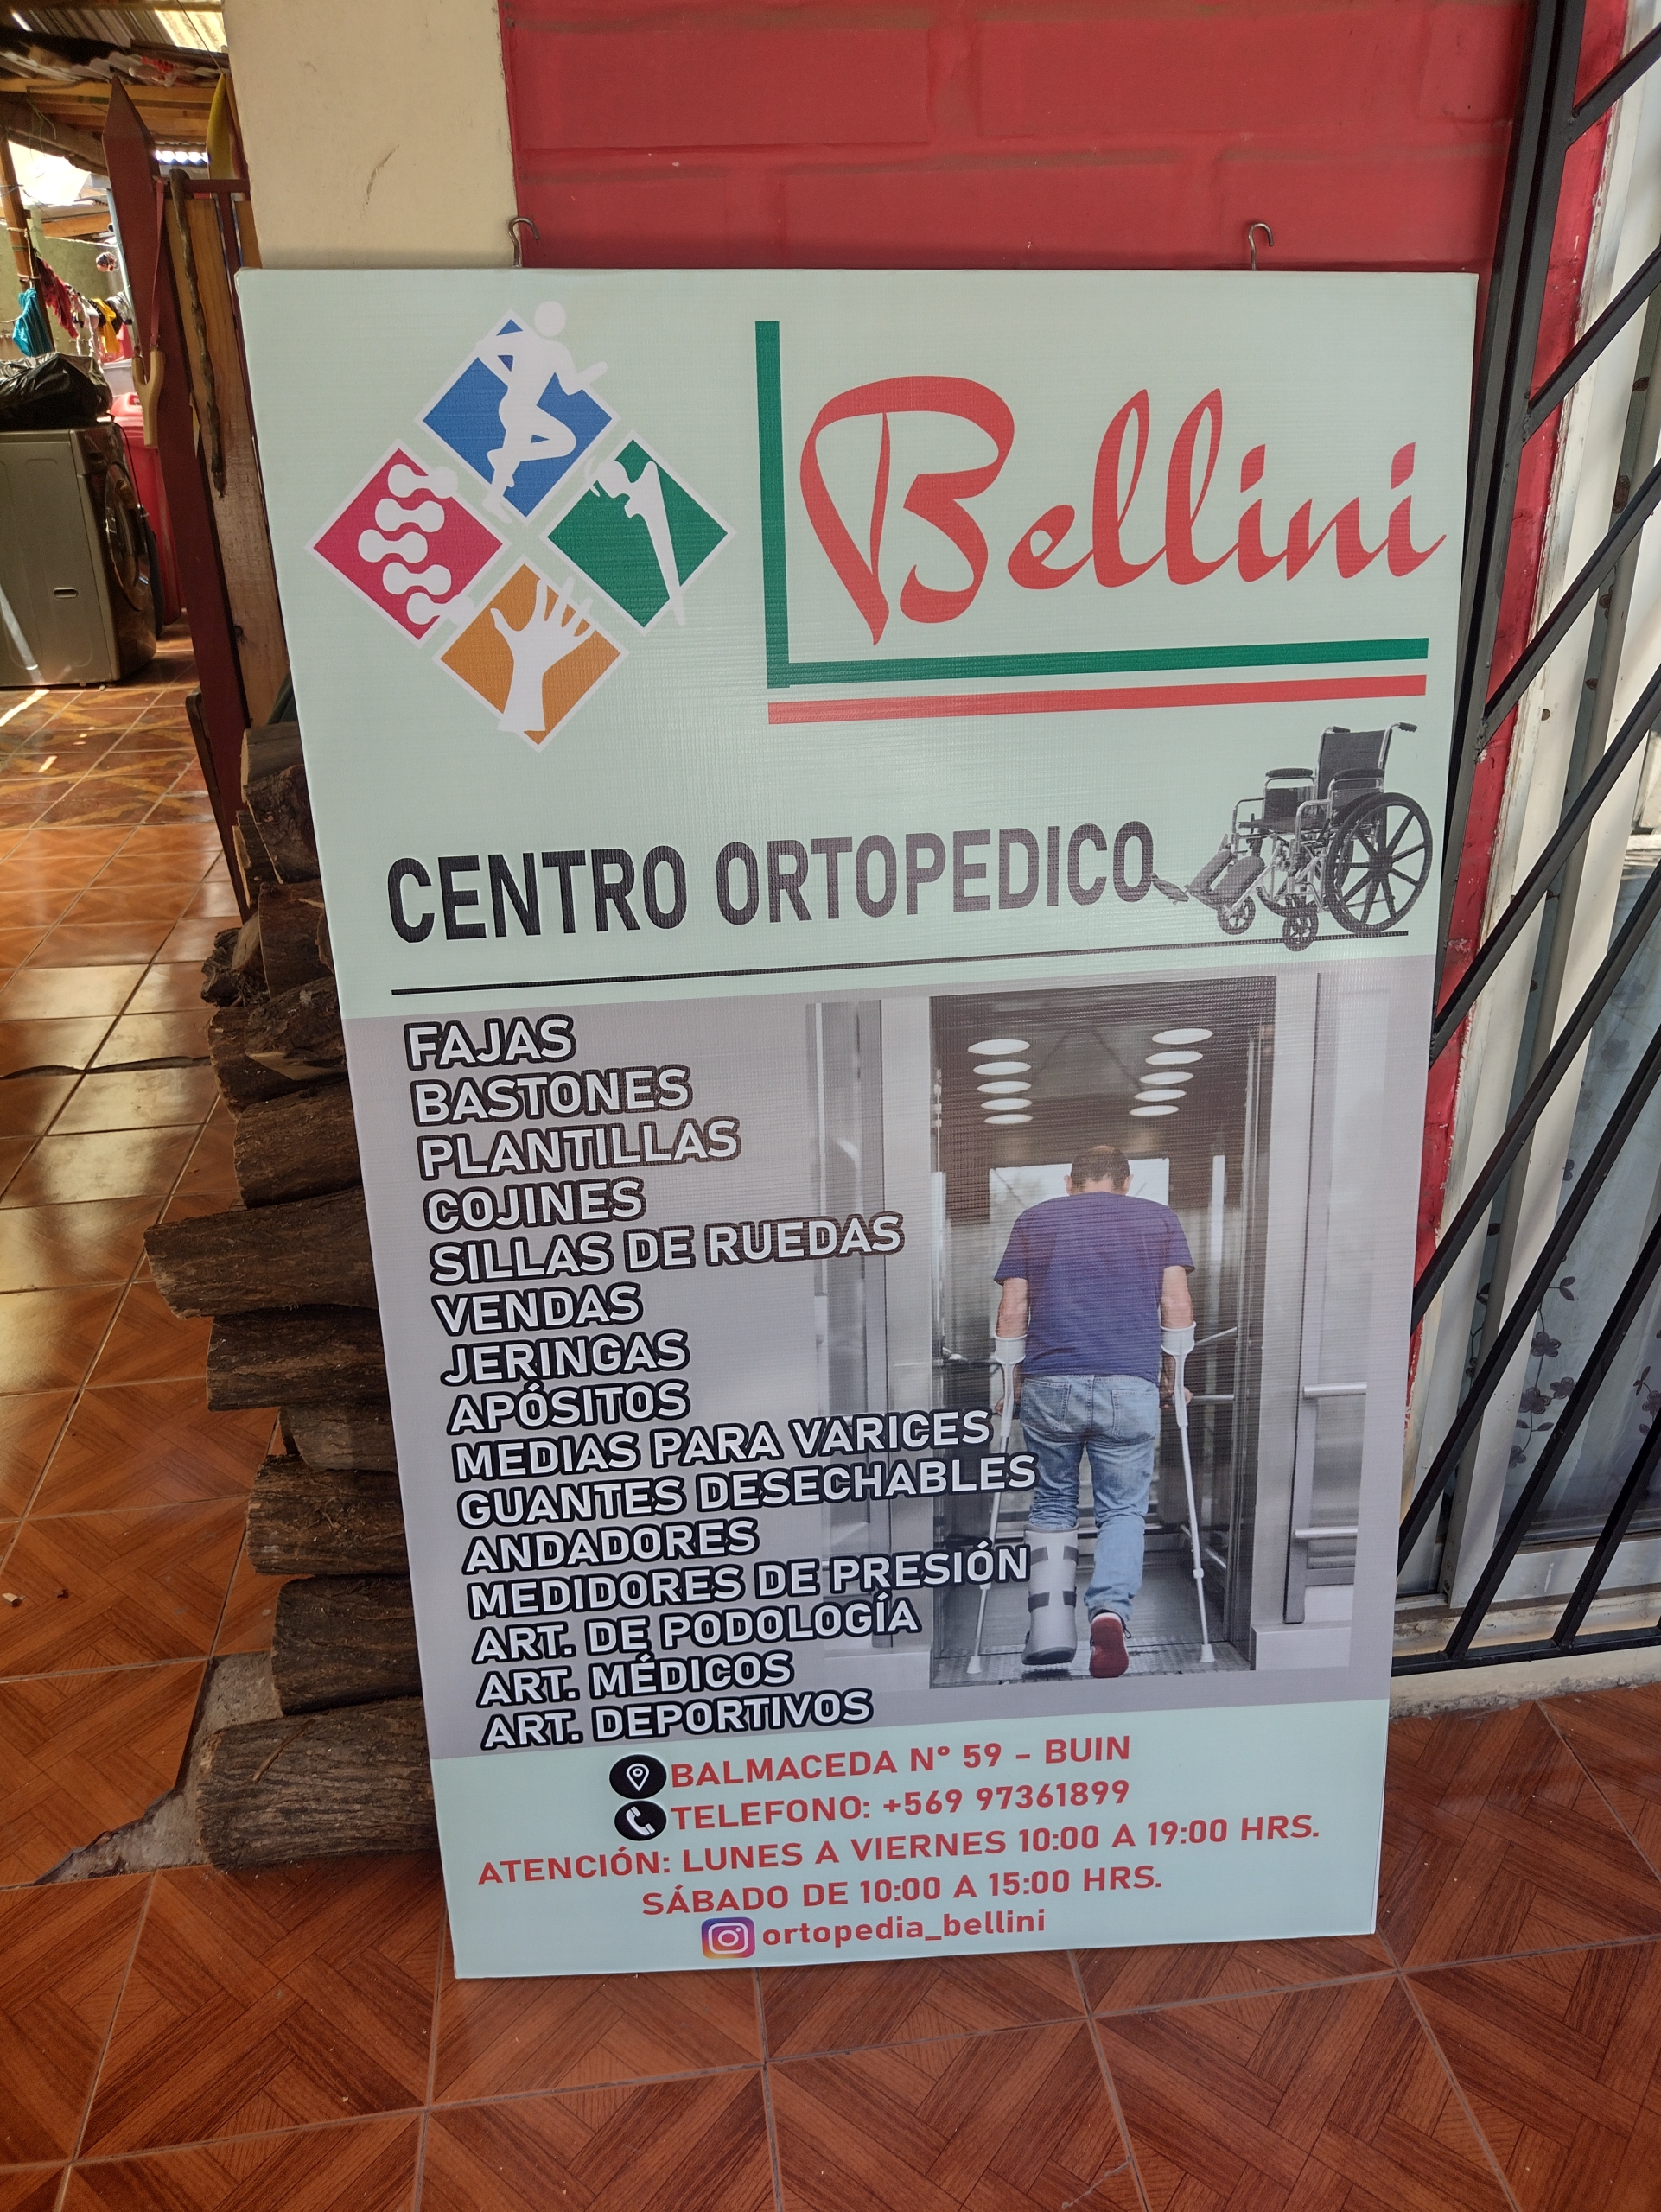 Bellini
CENTRO ORTOPEDICO
FAJAS
BASTONES
PLANTILLAS
COJINES
SILLAS DE RUEDAS
VENDAS
JERINGAS
APÓSITOS
MEDIAS PARA VARICES
GUANTES DESECHABLES
ANDADORES
MEDIDORES DE PRESIÓN
ART. DE PODOLOGÍA
ART. MÉDICOS
ART. DEPORTIVOS
BALMACEDA N° 59 - BUIN
TELEFONO: +569 97361899
ATENCIÓN: LUNES A VIERNES 10:00 A 19:00 HRS.
SÁBADO DE 10:00 A 15:00 HRS.
ortopedia_bellini